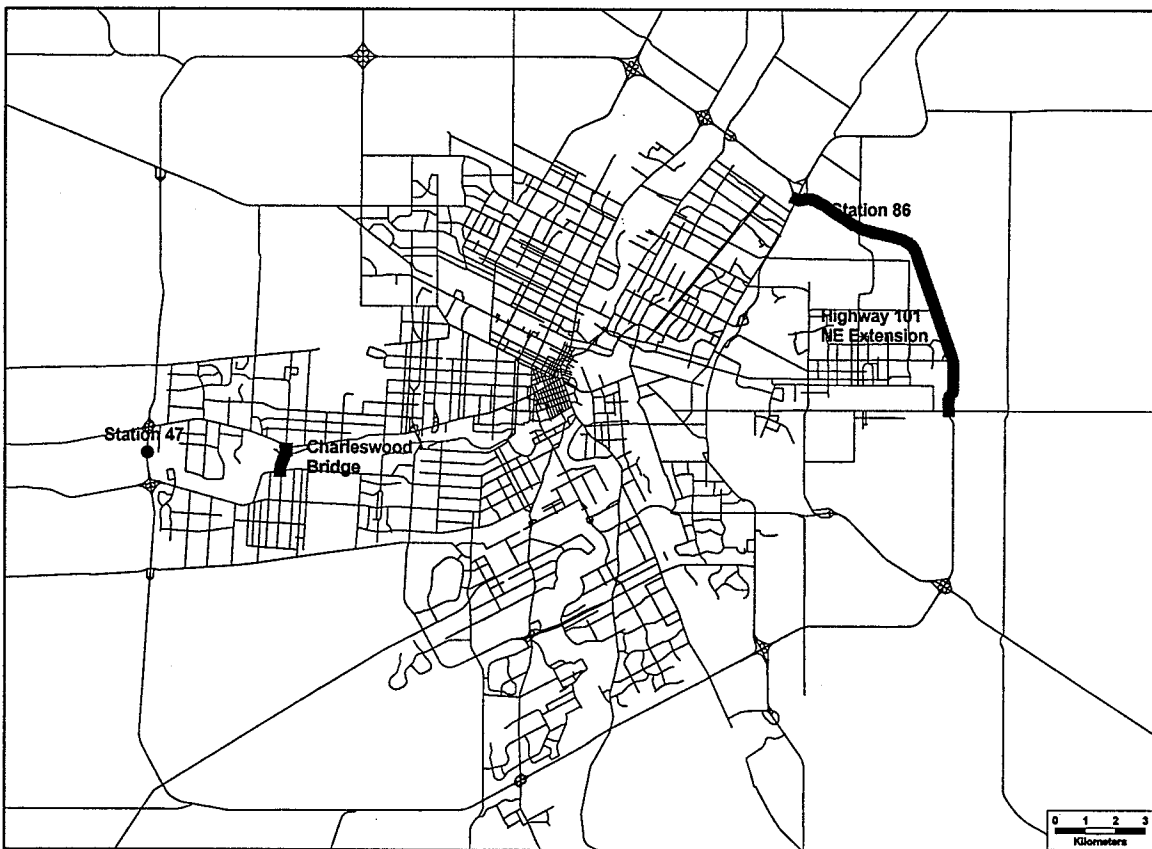 Station 86
Highway 101
NE Extension
Station 47
Charleswood
Bridge
0 1 2 3
Kilometers